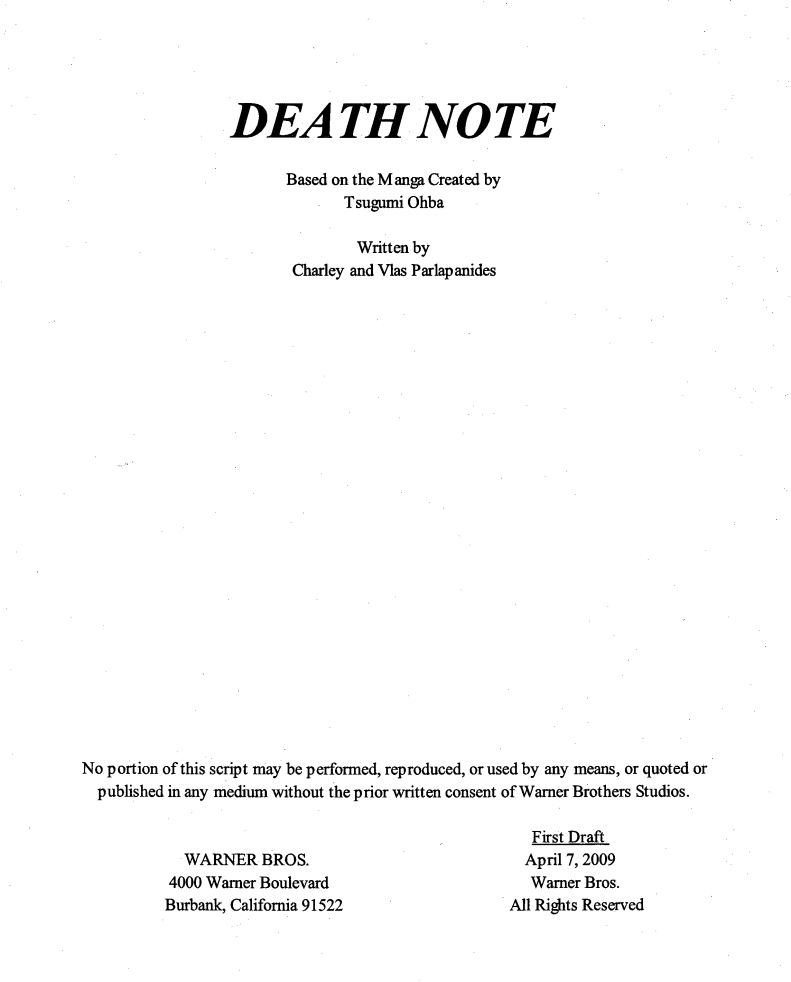 DEATH NOTE
Based on the Manga Created by
Tsugumi Ohba
Written by
Charley and Vlas Parlapanides
No portion of this script may be performed, reproduced, or used by any means, or quoted or
published in any medium without the prior written consent of Warner Brothers Studios.
First Draft
WARNER BROS. April 7, 2009
4000 Warner Boulevard Warner Bros.
Burbank, California 91522 All Rights Reserved